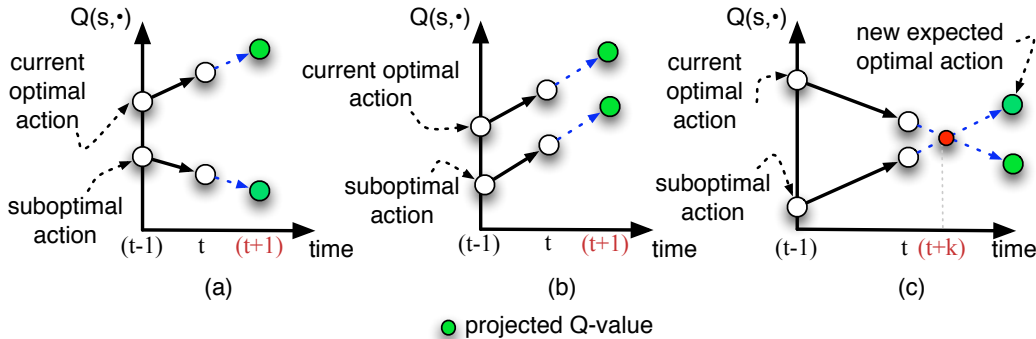 Q(s,•)
current
optimal
action
suboptimal
action
(t-1)
t
(t+1)
time
(a)
Q(s,•)
current optimal
action
suboptimal
action
(t-1)
t
(t+1)
time
(b)
Q(s,•)
current
optimal
action
suboptimal
action
new expected
optimal action
(t-1)
t
(t+k)
time
(c)
projected Q-value